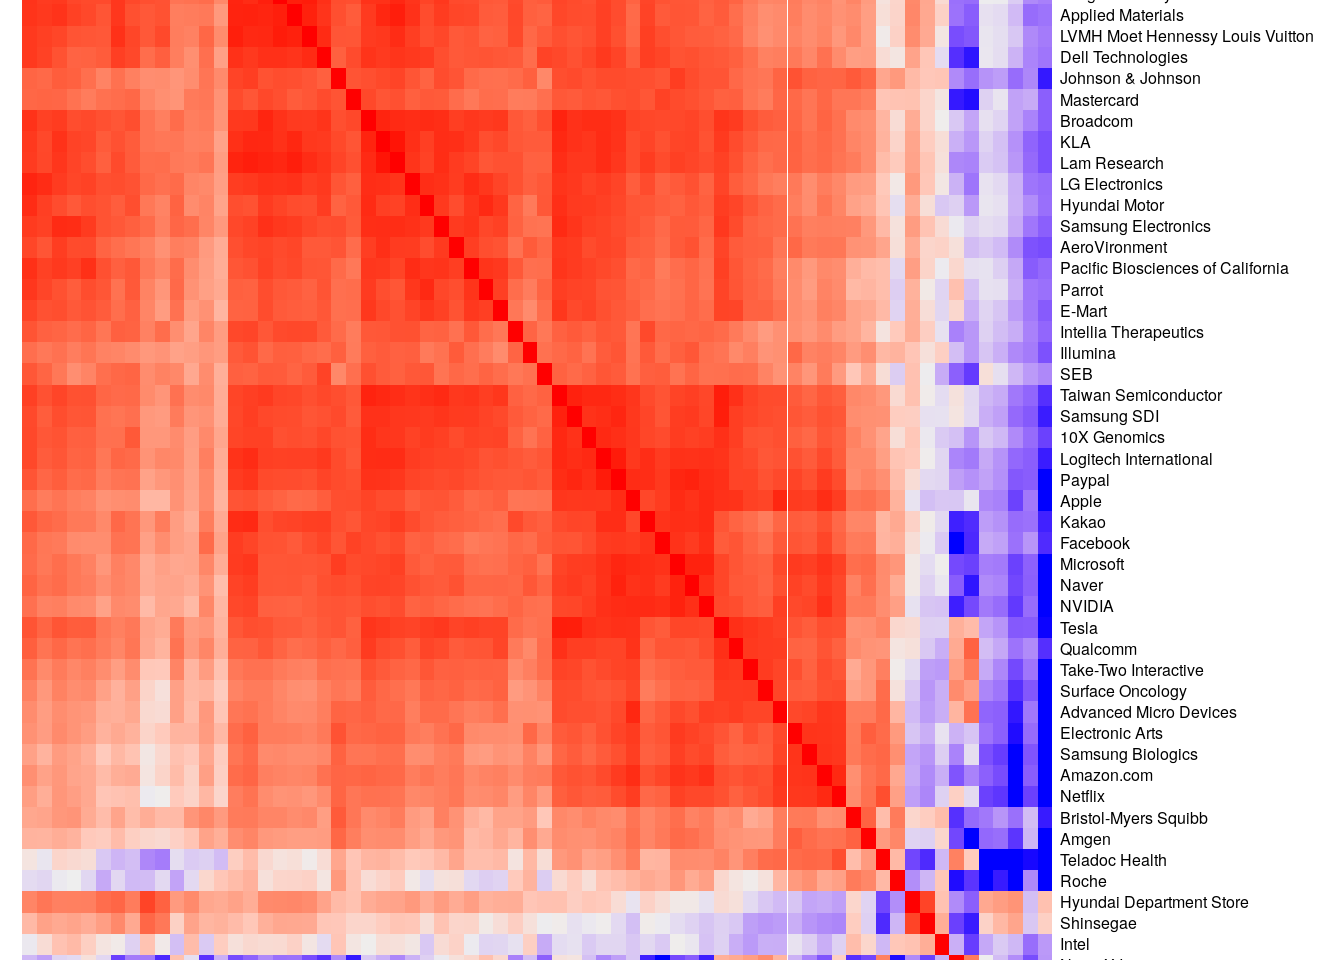 Applied Materials
LVMH Moet Hennessy Louis Vuitton
Dell Technologies
Johnson & Johnson
Mastercard
Broadcom
KLA
Lam Research
LG Electronics
Hyundai Motor
Samsung Electronics
AeroVironment
Pacific Biosciences of California
Parrot
E-Mart
Intellia Therapeutics
Illumina
SEB
Taiwan Semiconductor
Samsung SDI
10X Genomics
Logitech International
Paypal
Apple
Kakao
Facebook
Microsoft
Naver
NVIDIA
Tesla
Qualcomm
Take-Two Interactive
Surface Oncology
Advanced Micro Devices
Electronic Arts
Samsung Biologics
Amazon.com
Netflix
Bristol-Myers Squibb
Amgen
Teladoc Health
Roche
Hyundai Department Store
Shinsegae
Intel